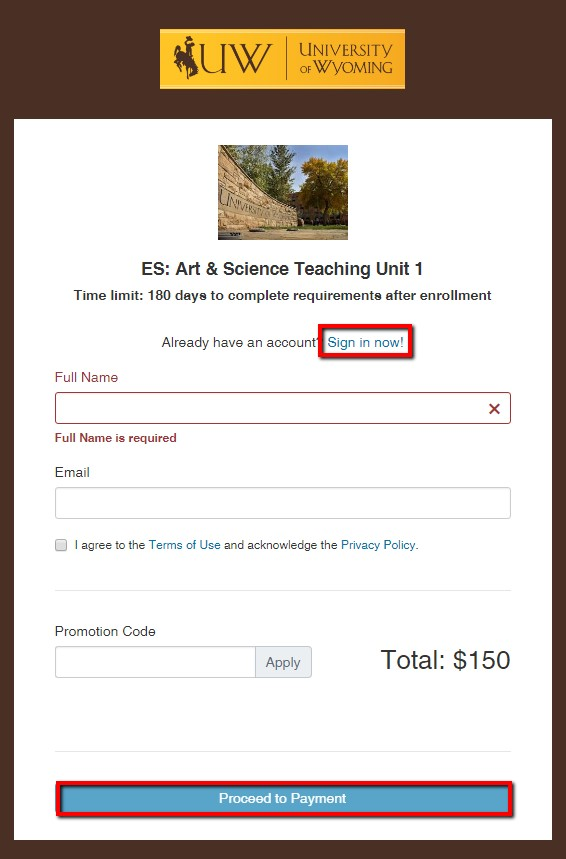 UW UNIVERSITY
OF WYOMING
UNIVERSITY
ES: Art & Science Teaching Unit 1
Time limit: 180 days to complete requirements after enrollment
Already have an account? Sign in now!
Full Name
Full Name is required
Email
I agree to the Terms of Use and acknowledge the Privacy Policy.
Promotion Code
Apply
Total: $150
Proceed to Payment